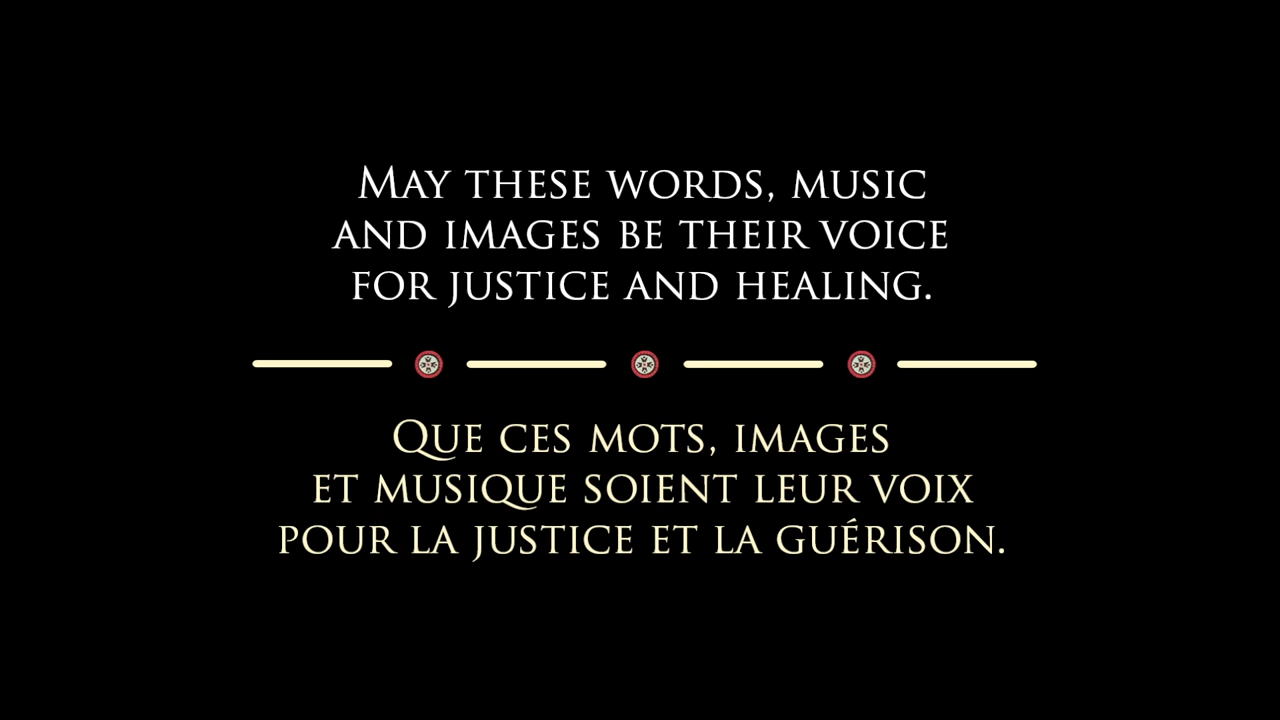 May these words, music
and images be their voice
for justice and healing.
Que ces mots, images
et musique soient leur voix
pour la justice et la guérison.